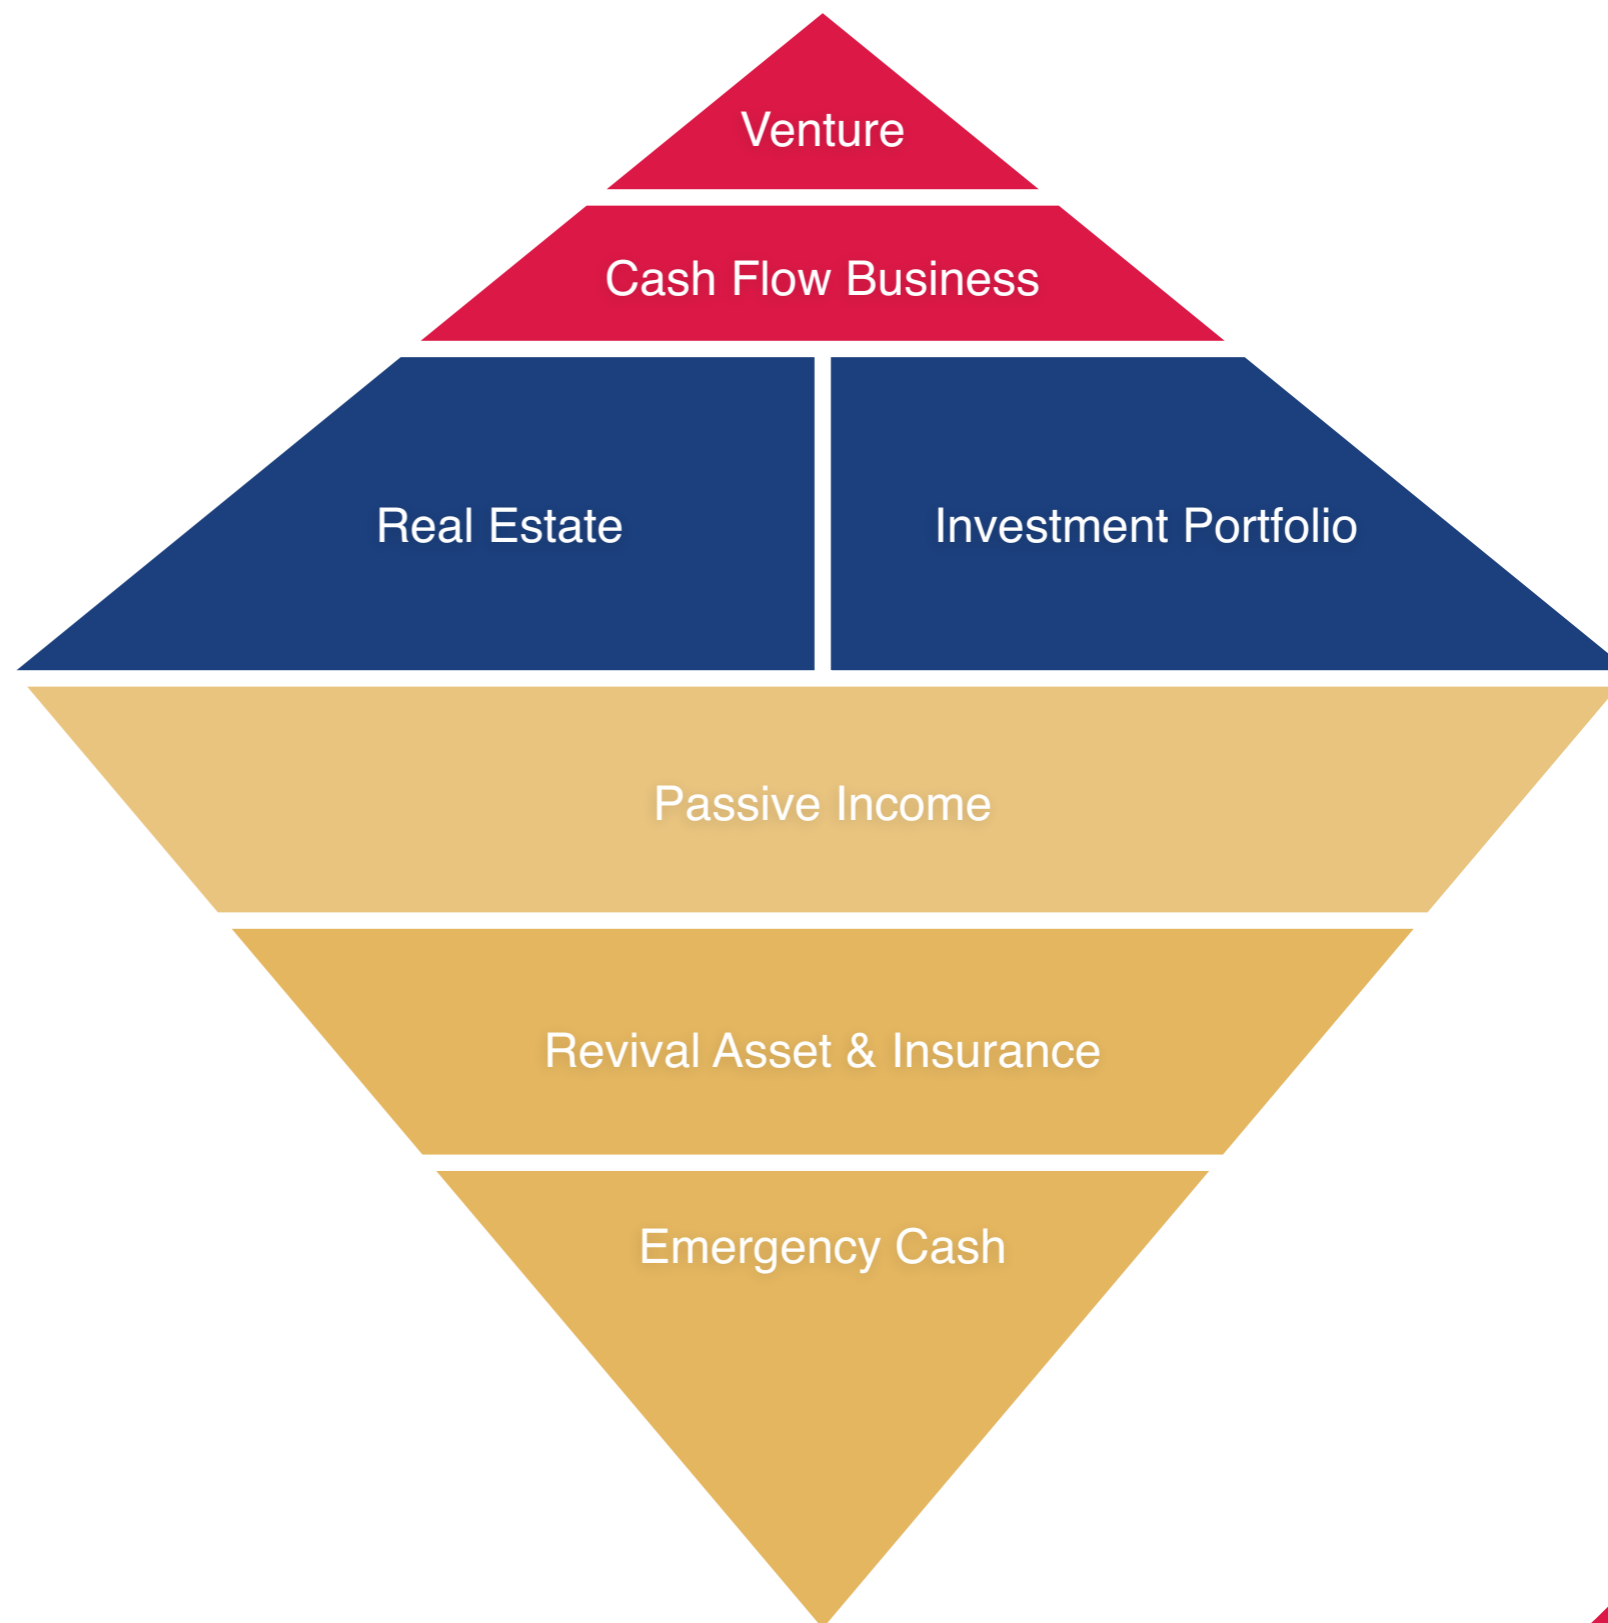 Venture
Cash Flow Business
Real Estate
Investment Portfolio
Passive Income
Revival Asset & Insurance
Emergency Cash